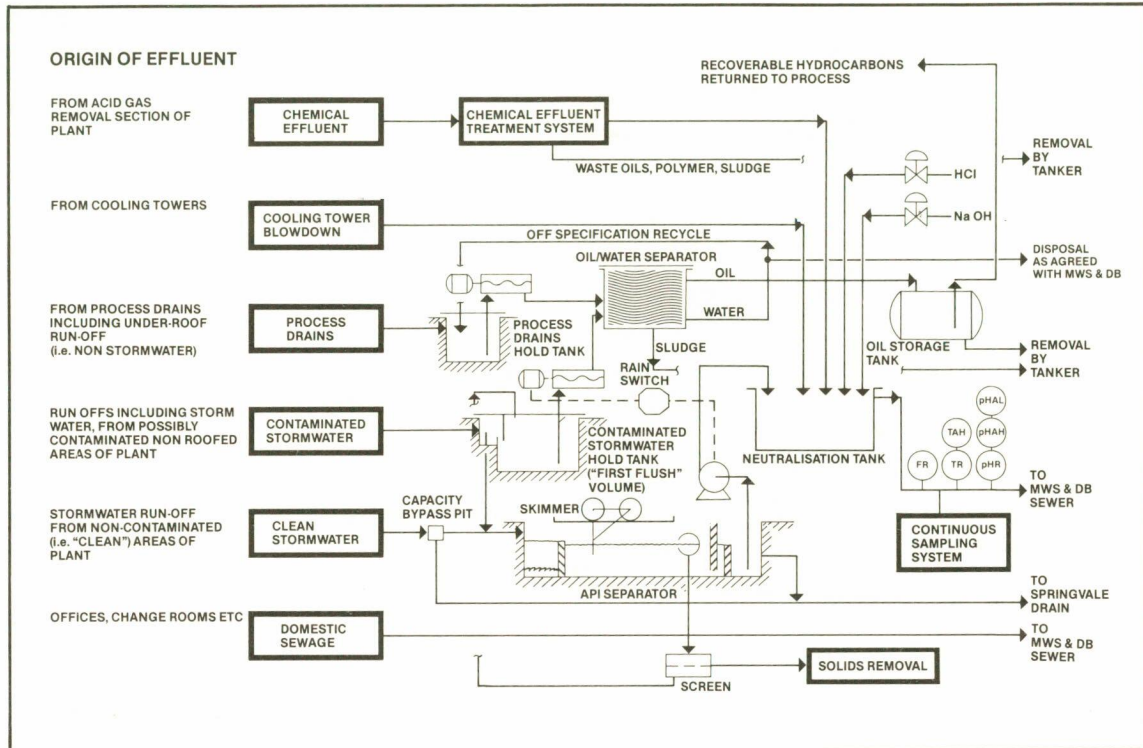 ORIGIN OF EFFLUENT
RECOVERABLE HYDROCARBONS
RETURNED TO PROCESS
FROM ACID GAS
REMOVAL SECTION OF
PLANT
CHEMICAL
EFFLUENT
CHEMICAL EFFLUENT
TREATMENT SYSTEM
WASTE OILS, POLYMER, SLUDGE
HCl
REMOVAL
BY
TANKER
FROM COOLING TOWERS
COOLING TOWER
BLOWDOWN
Na OH
OFF SPECIFICATION RECYCLE
OIL/WATER SEPARATOR
OIL
DISPOSAL
AS AGREED
WITH MWS & DB
FROM PROCESS DRAINS
INCLUDING UNDER-ROOF
RUN-OFF
(i.e. NON STORMWATER)
PROCESS
DRAINS
PROCESS
DRAINS
HOLD TANK
WATER
SLUDGE
OIL STORAGE
TANK
REMOVAL
BY
TANKER
RAIN
SWITCH
RUN OFFS INCLUDING STORM
WATER, FROM POSSIBLY
CONTAMINATED NON ROOFED
AREAS OF PLANT
CONTAMINATED
STORMWATER
CONTAMINATED
STORMWATER
HOLD TANK
("FIRST FLUSH"
VOLUME)
NEUTRALISATION TANK
pHAL
TAH
pHAH
FR
TR
pHR
TO
MWS & DB
SEWER
STORMWATER RUN-OFF
FROM NON-CONTAMINATED
(i.e. "CLEAN") AREAS OF
PLANT
CLEAN
STORMWATER
CAPACITY
BYPASS PIT
SKIMMER
API SEPARATOR
CONTINUOUS
SAMPLING
SYSTEM
TO
SPRINGVALE
DRAIN
OFFICES, CHANGE ROOMS ETC
DOMESTIC
SEWAGE
TO
MWS & DB
SEWER
SCREEN
SOLIDS REMOVAL